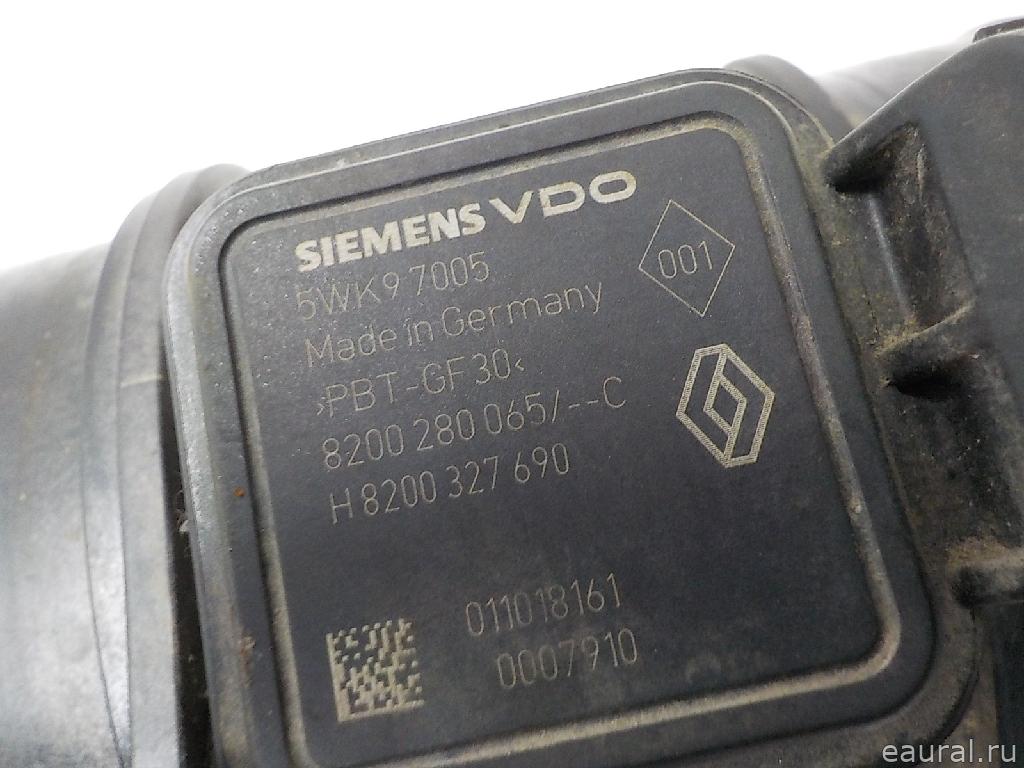 SIEMENS VDO
5WK9 7005
Made in Germany
>PBT-GF30<
8200 280 065/--C
H8200 327 690
001
011018161
0007910
eaural.ru